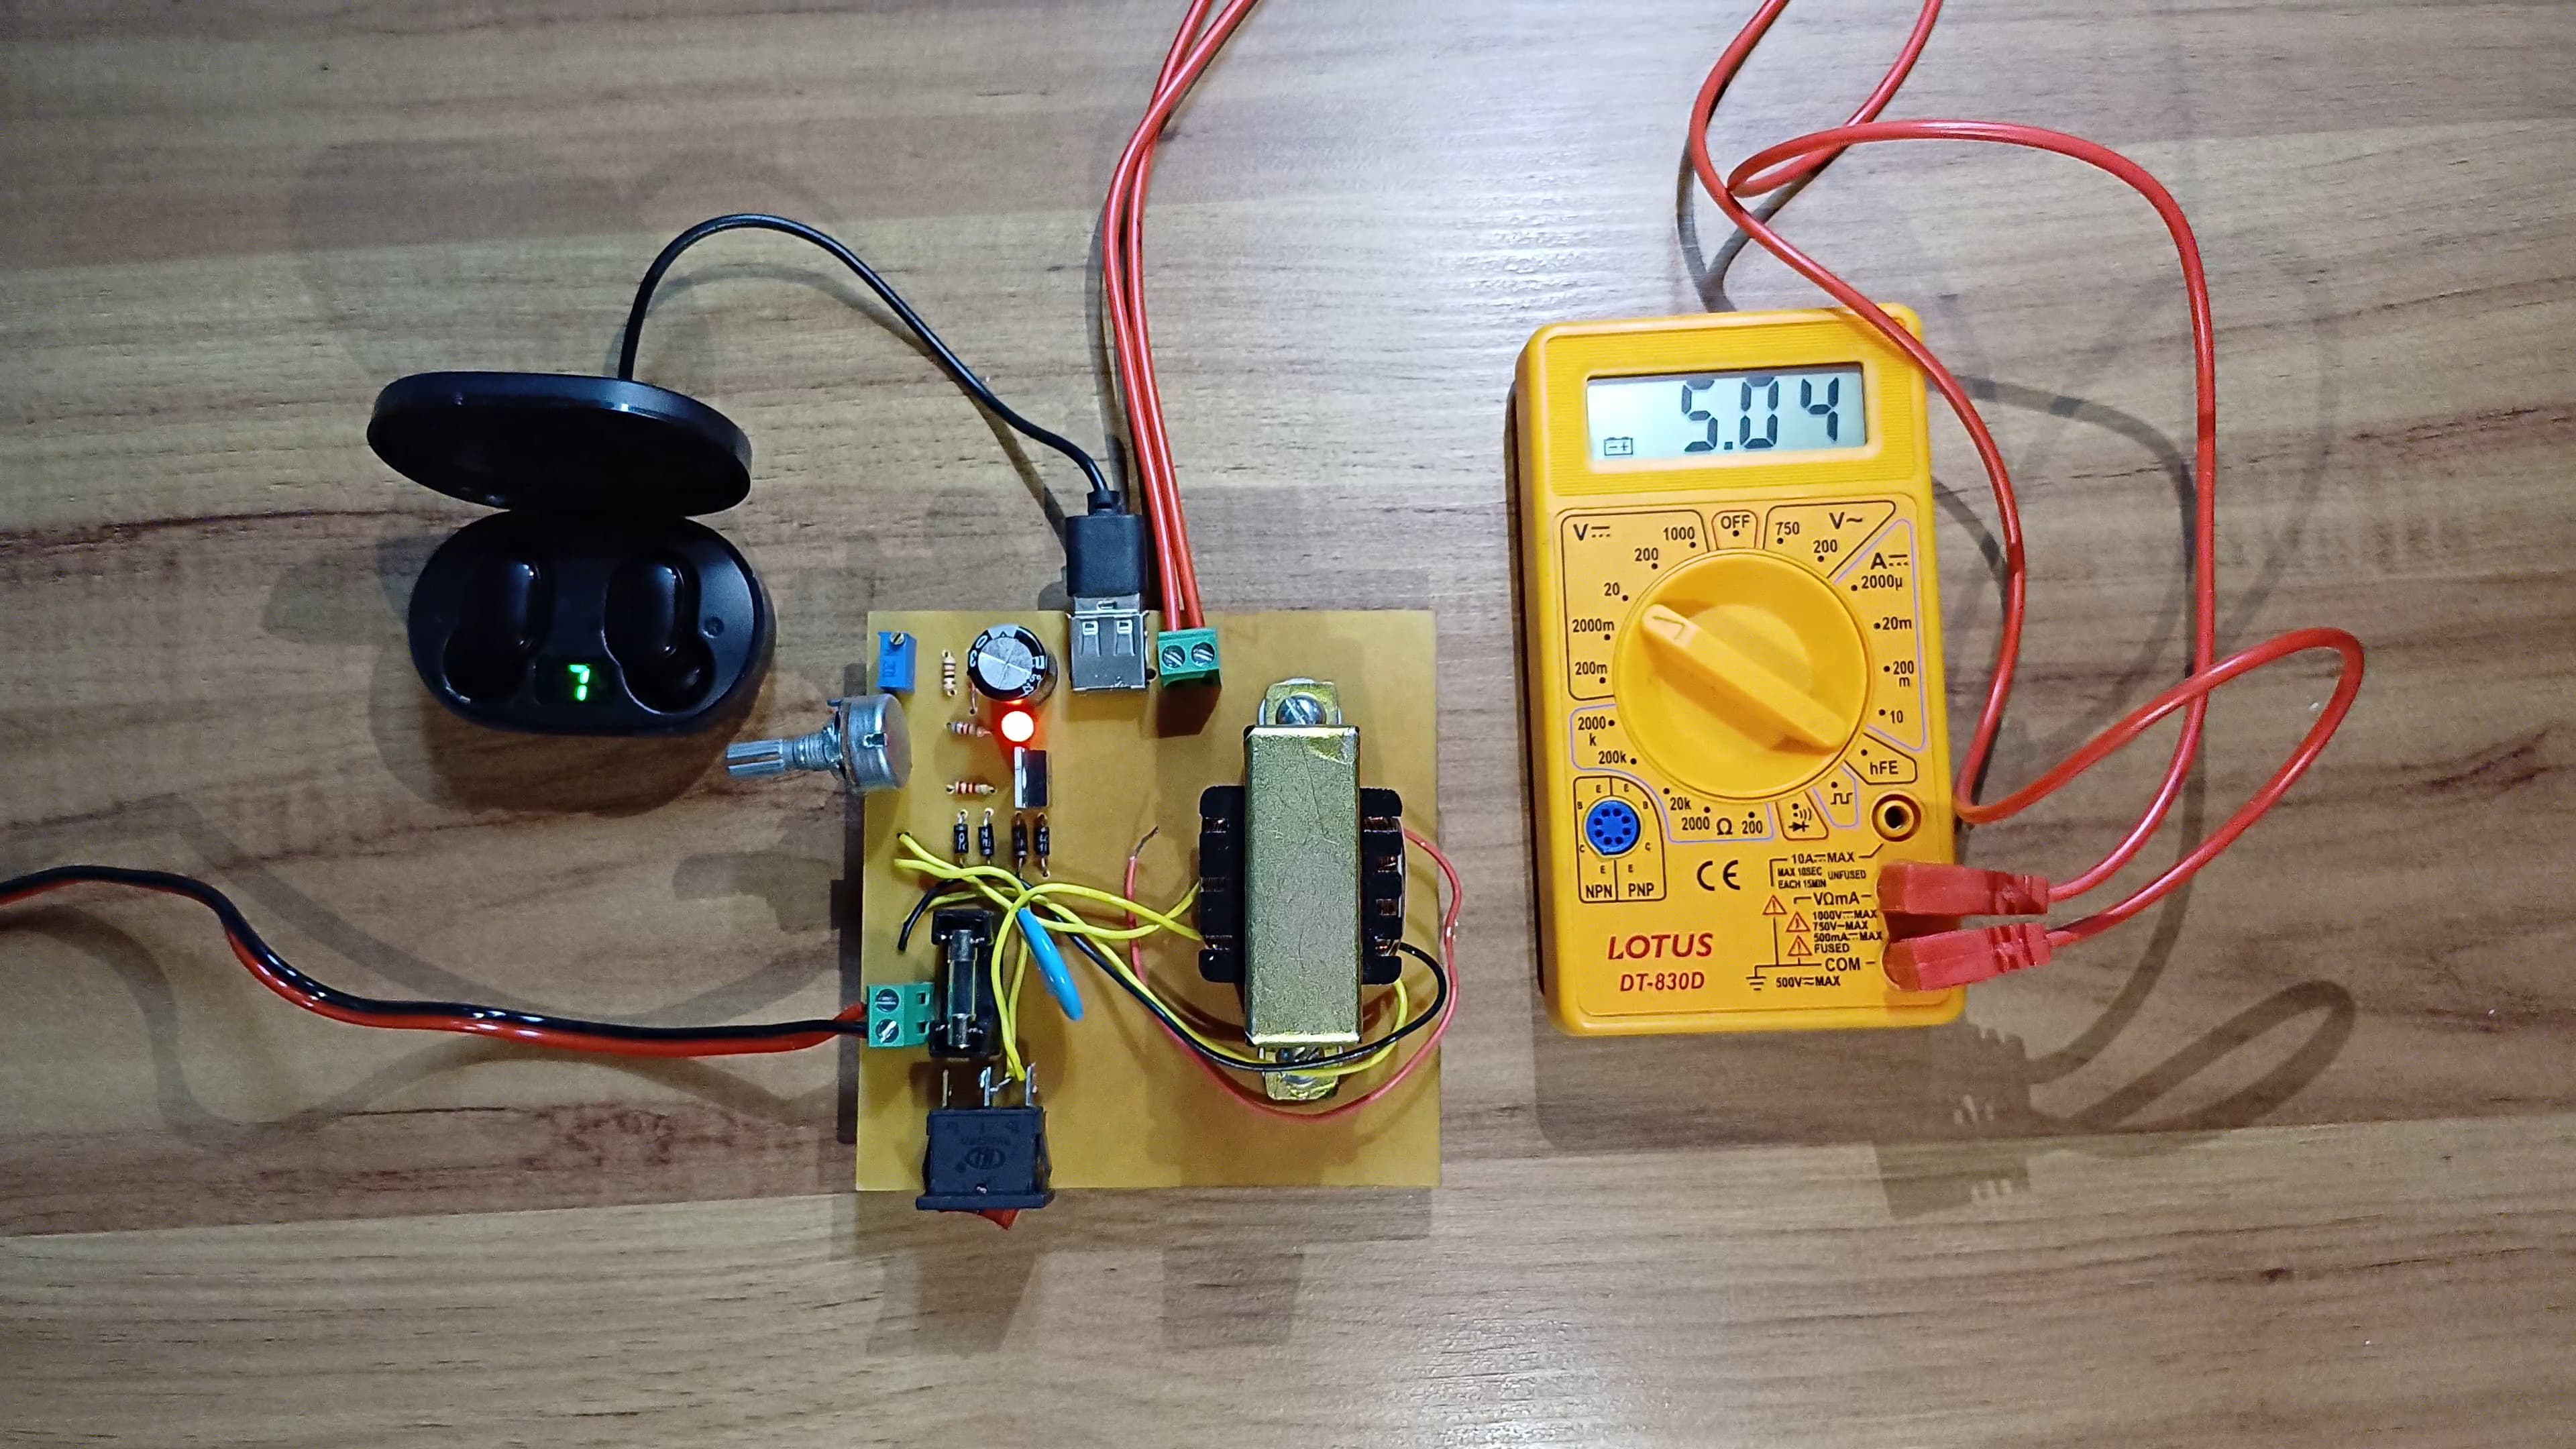 5.04
V⎓
1000
OFF
750
V~
200
200
A⎓
20
2000µ
2000m
20m
200m
200
m
2000
k
10
200k
hFE
20k
2000
Ω
200
E
E
B
B
C
C
E
E
NPN
PNP
CE
10A⎓MAX
MAX 10SEC
UNFUSED
EACH 15MIN
VΩmA
1000V⎓MAX
750V~MAX
500mA⎓MAX
FUSED
COM
500V≂MAX
LOTUS
DT-830D